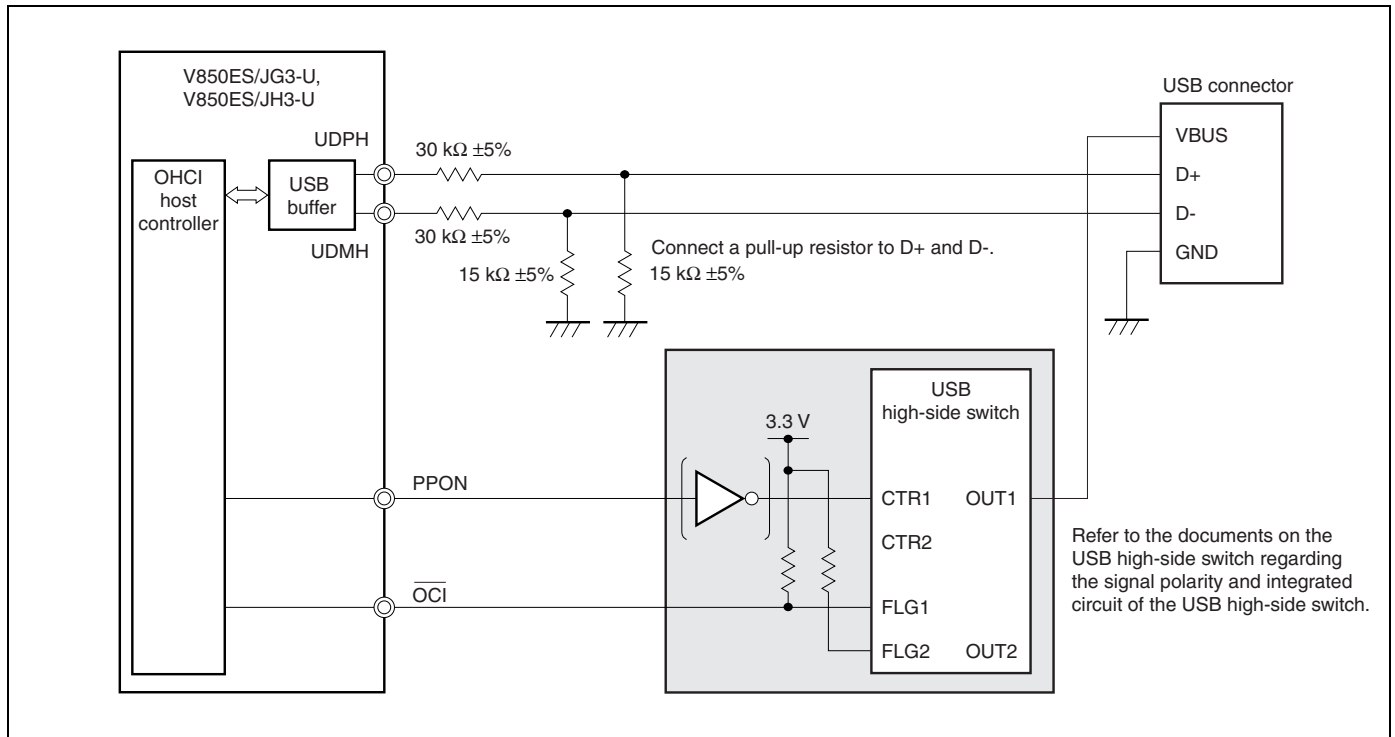 V850ES/JG3-U,
V850ES/JH3-U
USB connector
UDPH
VBUS
30 kΩ ±5%
OHCI
host
controller
USB
buffer
D+
D-
30 kΩ ±5%
UDMH
Connect a pull-up resistor to D+ and D-.
GND
15 kΩ ±5%
15 kΩ ±5%
USB
high-side switch
3.3 V
PPON
CTR1
OUT1
CTR2
Refer to the documents on the
USB high-side switch regarding
the signal polarity and integrated
circuit of the USB high-side switch.
OCI
FLG1
FLG2
OUT2